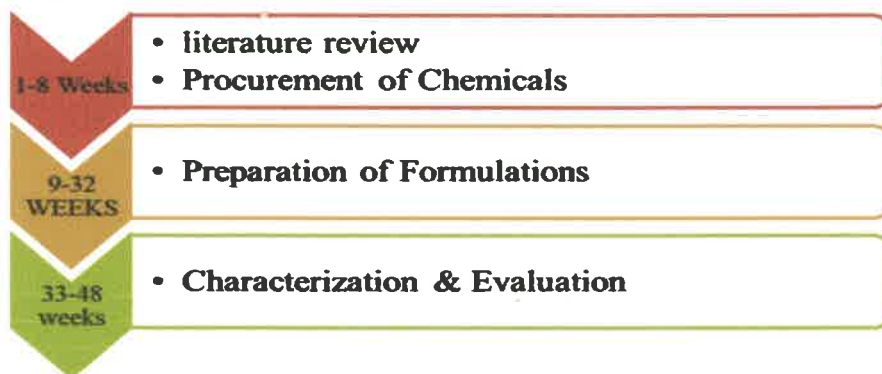 1-8 Weeks
• literature review
• Procurement of Chemicals
9-32
WEEKS
• Preparation of Formulations
33-48
weeks
• Characterization & Evaluation